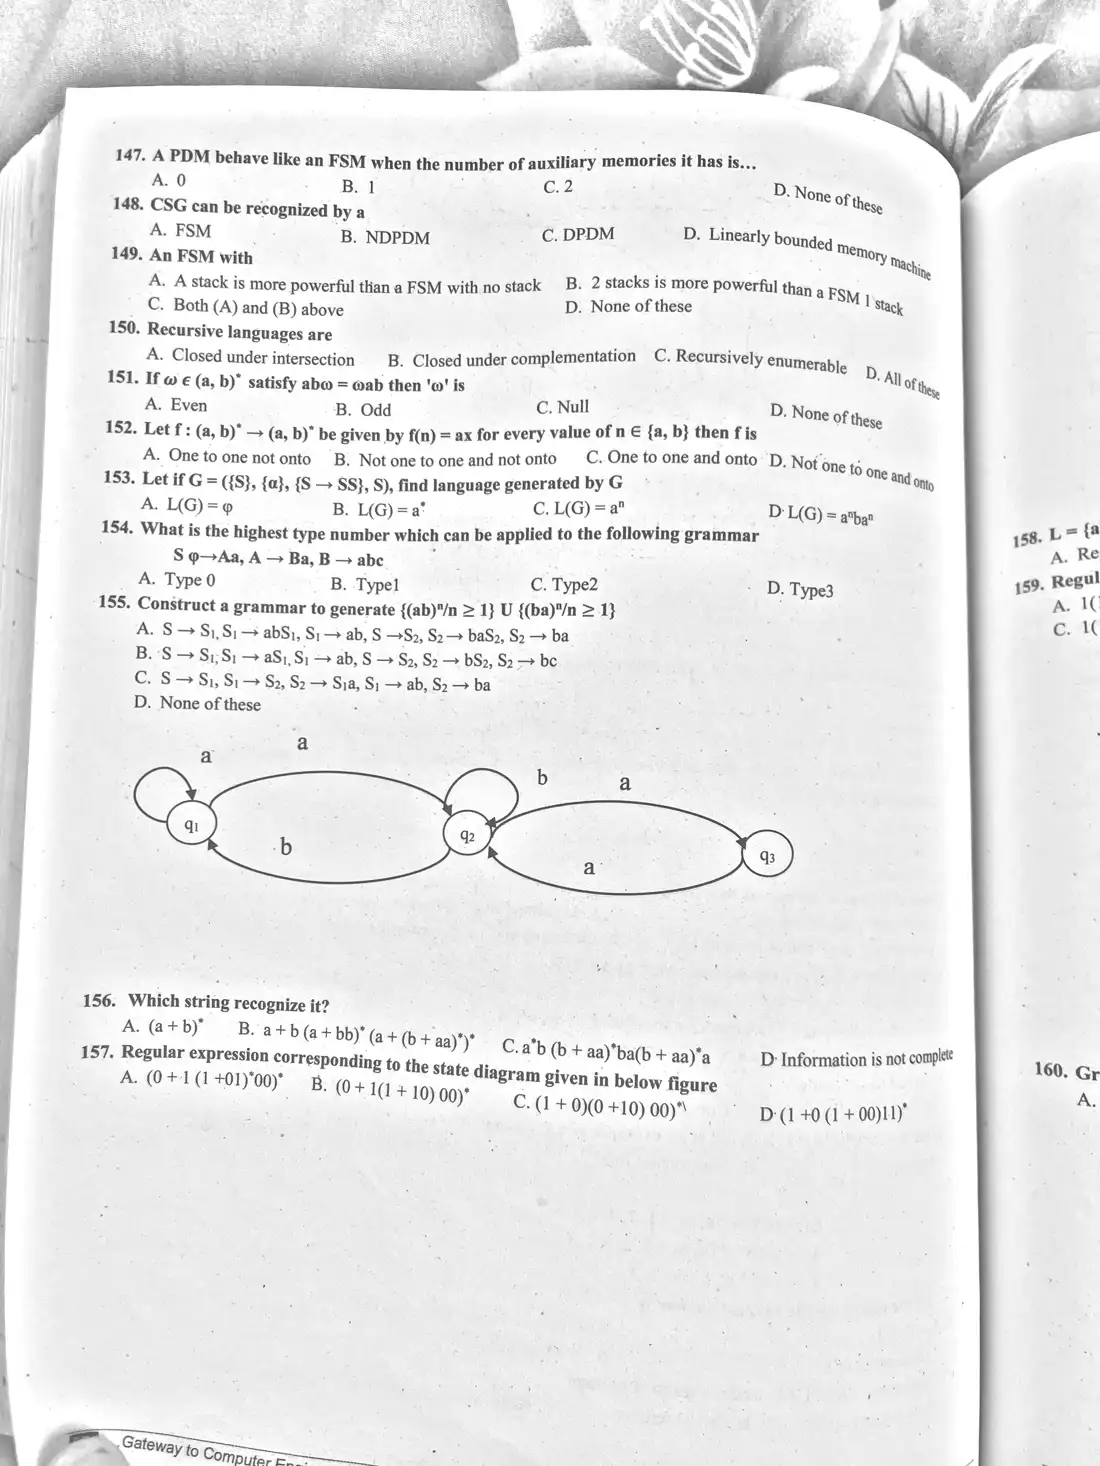 147. A PDM behave like an FSM when the number of auxiliary memories it has is...
A. 0 B. 1 C. 2 D. None of these
148. CSG can be recognized by a
A. FSM B. NDPDM C. DPDM D. Linearly bounded memory machine
149. An FSM with
A. A stack is more powerful than a FSM with no stack B. 2 stacks is more powerful than a FSM 1 stack
C. Both (A) and (B) above D. None of these
150. Recursive languages are
A. Closed under intersection B. Closed under complementation C. Recursively enumerable D. All of these
151. If ω ϵ (a, b)* satisfy abω = ωab then 'ω' is
A. Even B. Odd C. Null D. None of these
152. Let f : (a, b)* → (a, b)* be given by f(n) = ax for every value of n ∈ {a, b} then f is
A. One to one not onto B. Not one to one and not onto C. One to one and onto D. Not one to one and onto
153. Let if G = ({S}, {α}, {S → SS}, S), find language generated by G
A. L(G) = φ B. L(G) = a* C. L(G) = aⁿ D. L(G) = aⁿbaⁿ
154. What is the highest type number which can be applied to the following grammar
S φ→Aa, A → Ba, B → abc
A. Type 0 B. Type1 C. Type2 D. Type3
155. Construct a grammar to generate {(ab)ⁿ/n ≥ 1} U {(ba)ⁿ/n ≥ 1}
A. S → S₁, S₁ → abS₁, S₁ → ab, S →S₂, S₂ → baS₂, S₂ → ba
B. S → S₁, S₁ → aS₁, S₁ → ab, S → S₂, S₂ → bS₂, S₂ → bc
C. S → S₁, S₁ → S₂, S₂ → S₁a, S₁ → ab, S₂ → ba
D. None of these
a a b a
q₁ q₂ q₃
b a
156. Which string recognize it?
A. (a + b)* B. a + b (a + bb)* (a + (b + aa)*)* C. a*b (b + aa)*ba(b + aa)*a D. Information is not complete
157. Regular expression corresponding to the state diagram given in below figure
A. (0 + 1 (1 +01)*00)* B. (0 + 1(1 + 10) 00)* C. (1 + 0)(0 +10) 00)*\ D. (1 +0 (1 + 00)11)*
Gateway to Computer
158. L = {a
A. Re
159. Regul
A. 1(
C. 1(
160. Gr
A.